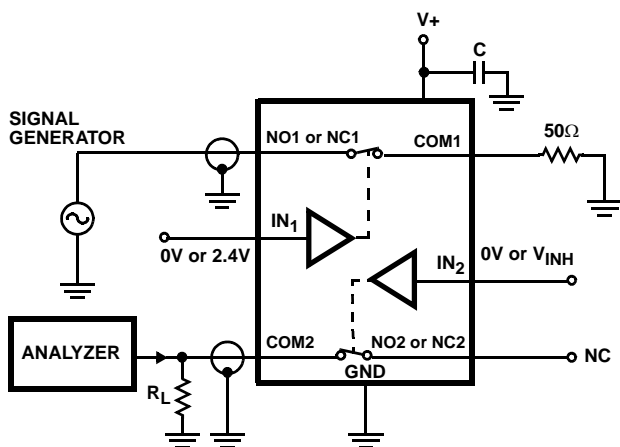 V+
C
SIGNAL
GENERATOR
NO1 or NC1
COM1
50Ω
IN1
0V or 2.4V
IN2
0V or VINH
ANALYZER
COM2
NO2 or NC2
NC
GND
RL